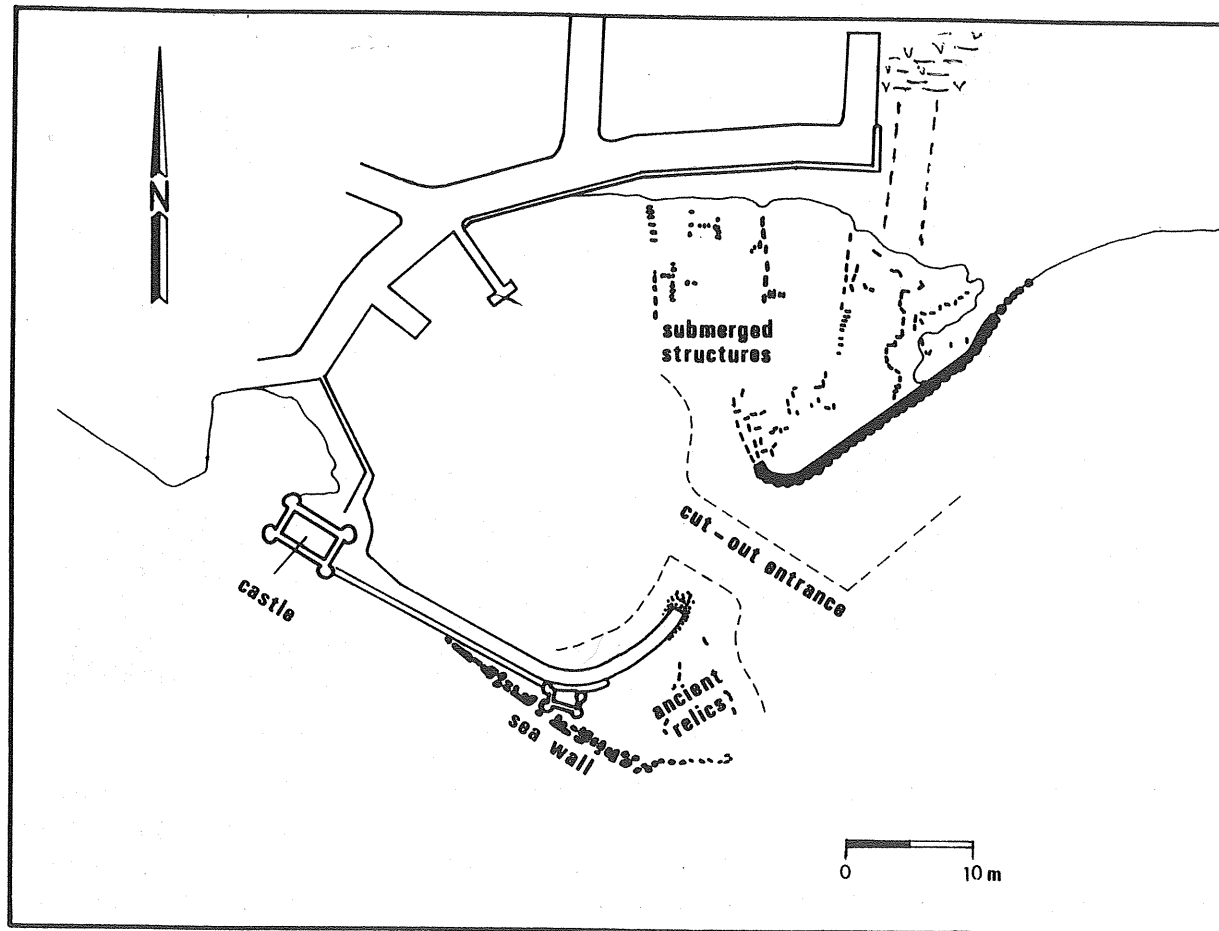 N
submerged
structures
cut-out entrance
castle
ancient
relics
sea wall
0 10 m